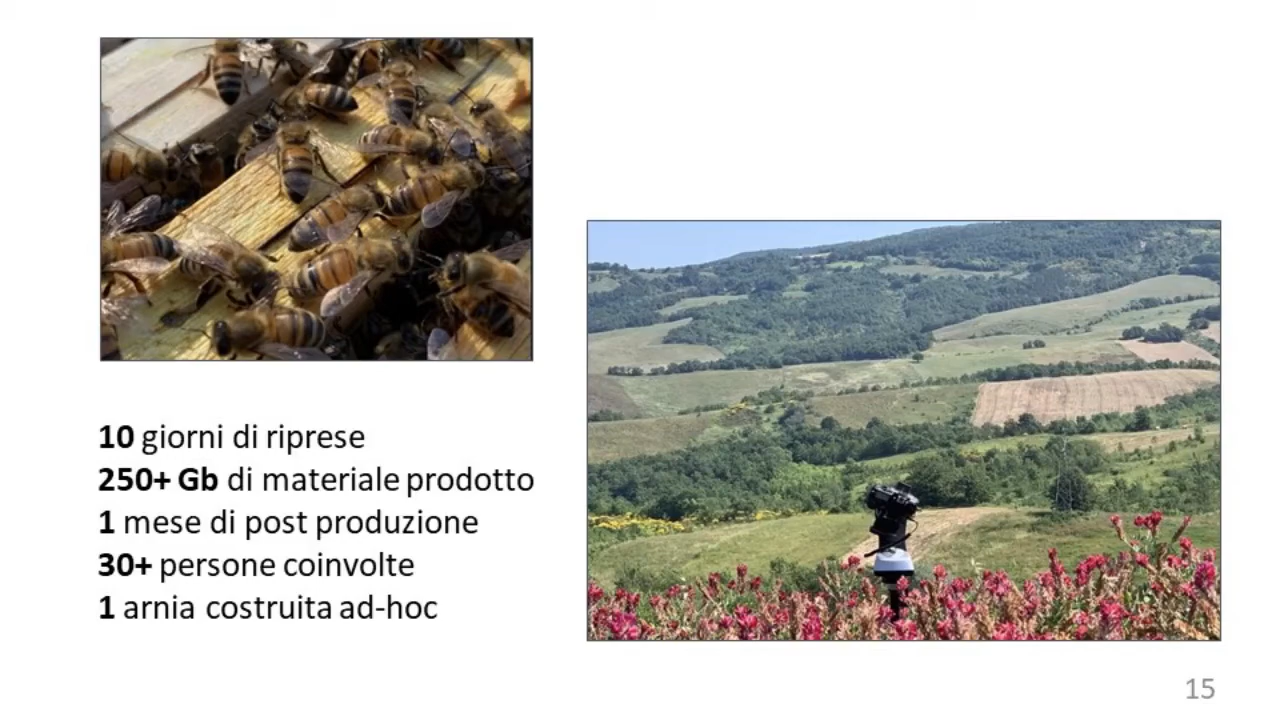 10 giorni di riprese
250+ Gb di materiale prodotto
1 mese di post produzione
30+ persone coinvolte
1 arnia costruita ad-hoc
15